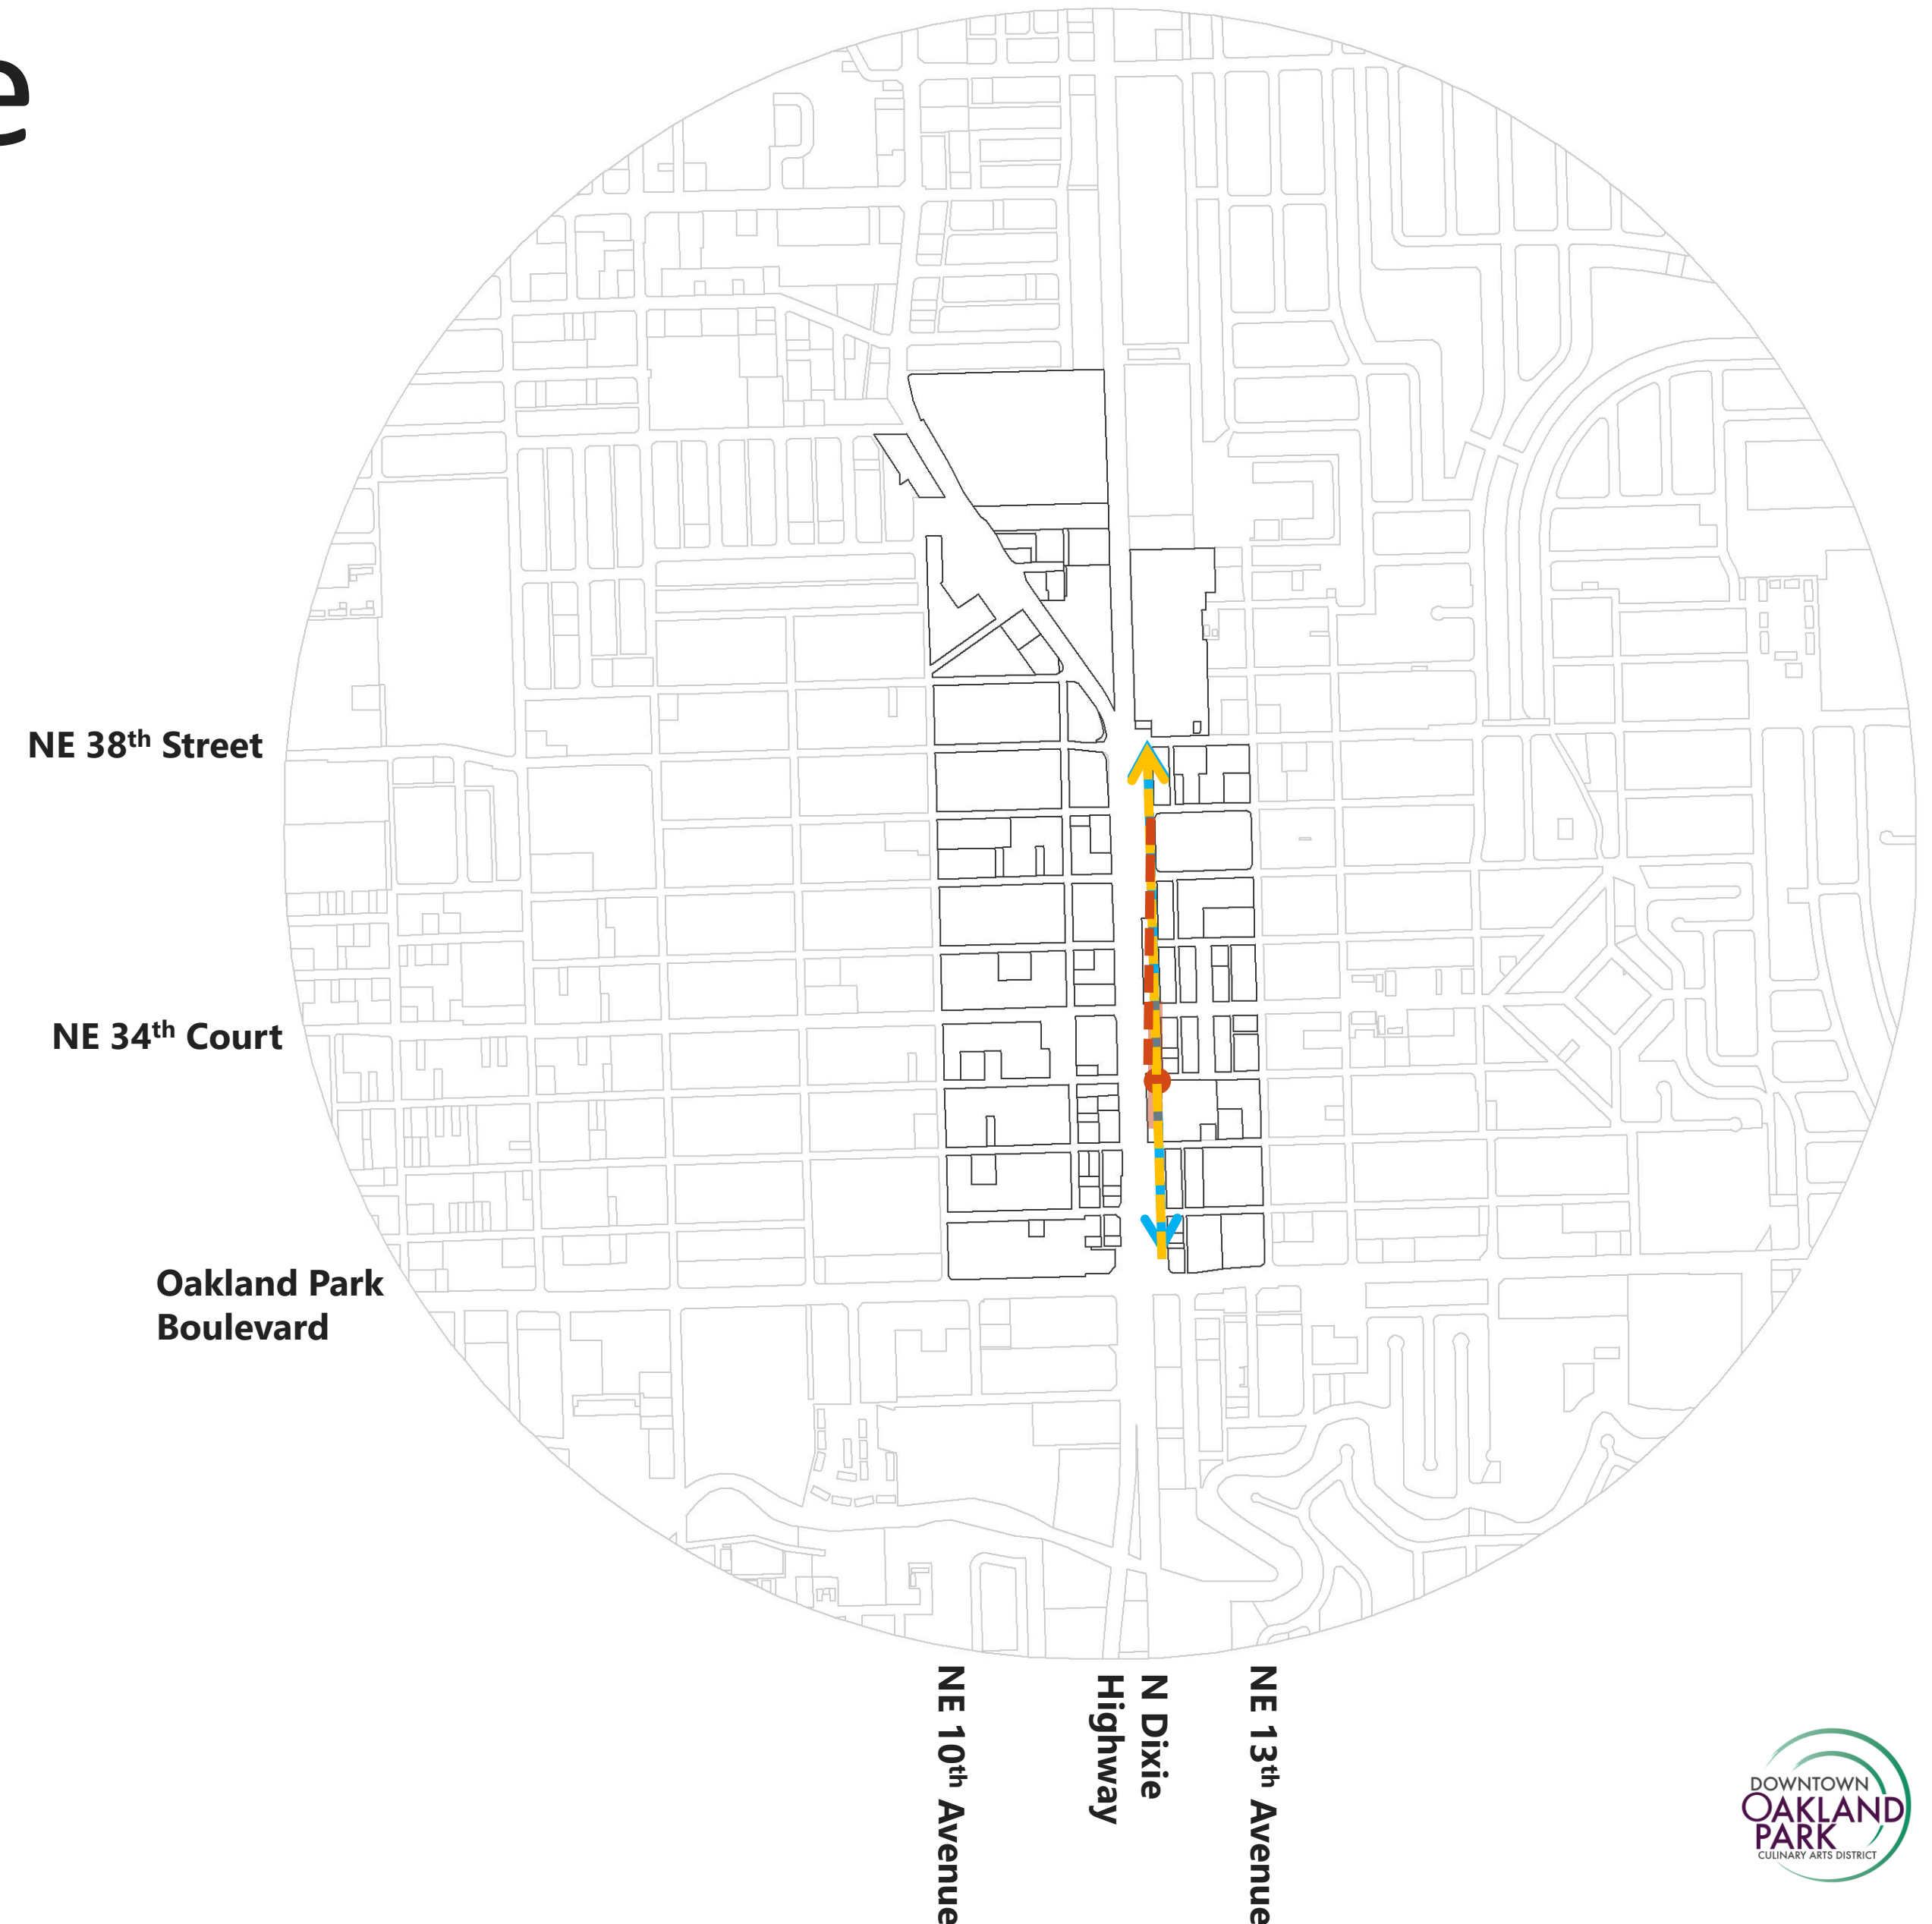 e
NE 38th Street
NE 34th Court
Oakland Park
Boulevard
NE 10th Avenue
N Dixie
Highway
NE 13th Avenue
DOWNTOWN
OAKLAND
PARK
CULINARY ARTS DISTRICT